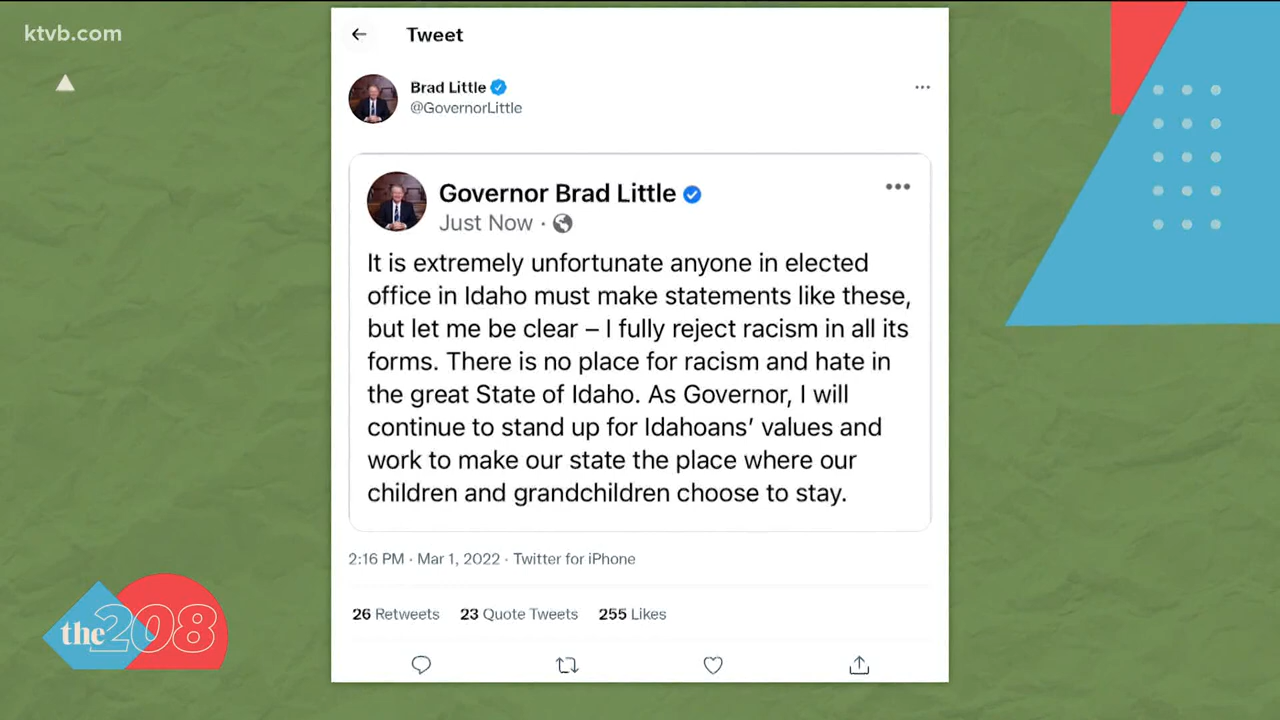 ktvb.com
Tweet
Brad Little
@GovernorLittle
Governor Brad Little
Just Now ·
It is extremely unfortunate anyone in elected
office in Idaho must make statements like these,
but let me be clear – I fully reject racism in all its
forms. There is no place for racism and hate in
the great State of Idaho. As Governor, I will
continue to stand up for Idahoans’ values and
work to make our state the place where our
children and grandchildren choose to stay.
2:16 PM · Mar 1, 2022 · Twitter for iPhone
26 Retweets 23 Quote Tweets 255 Likes
the 208